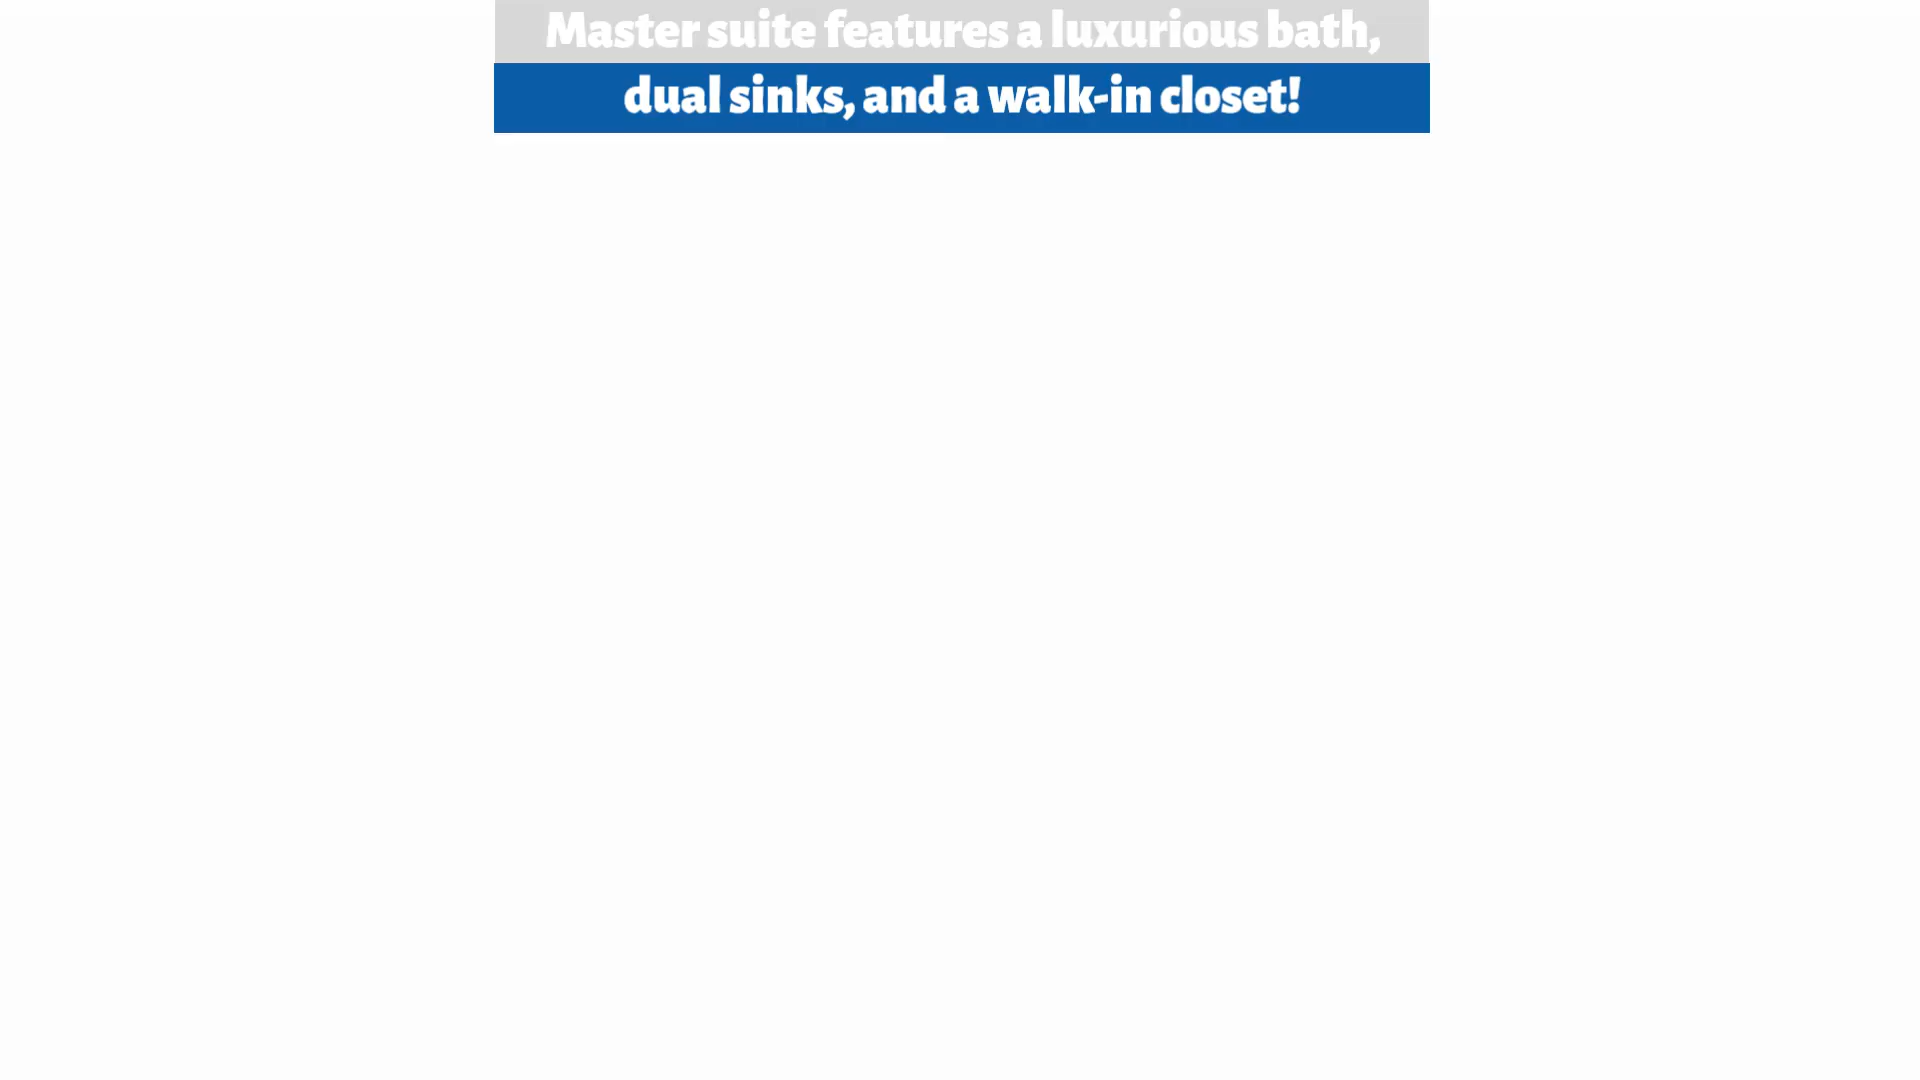 Master suite features a luxurious bath,
dual sinks, and a walk-in closet!